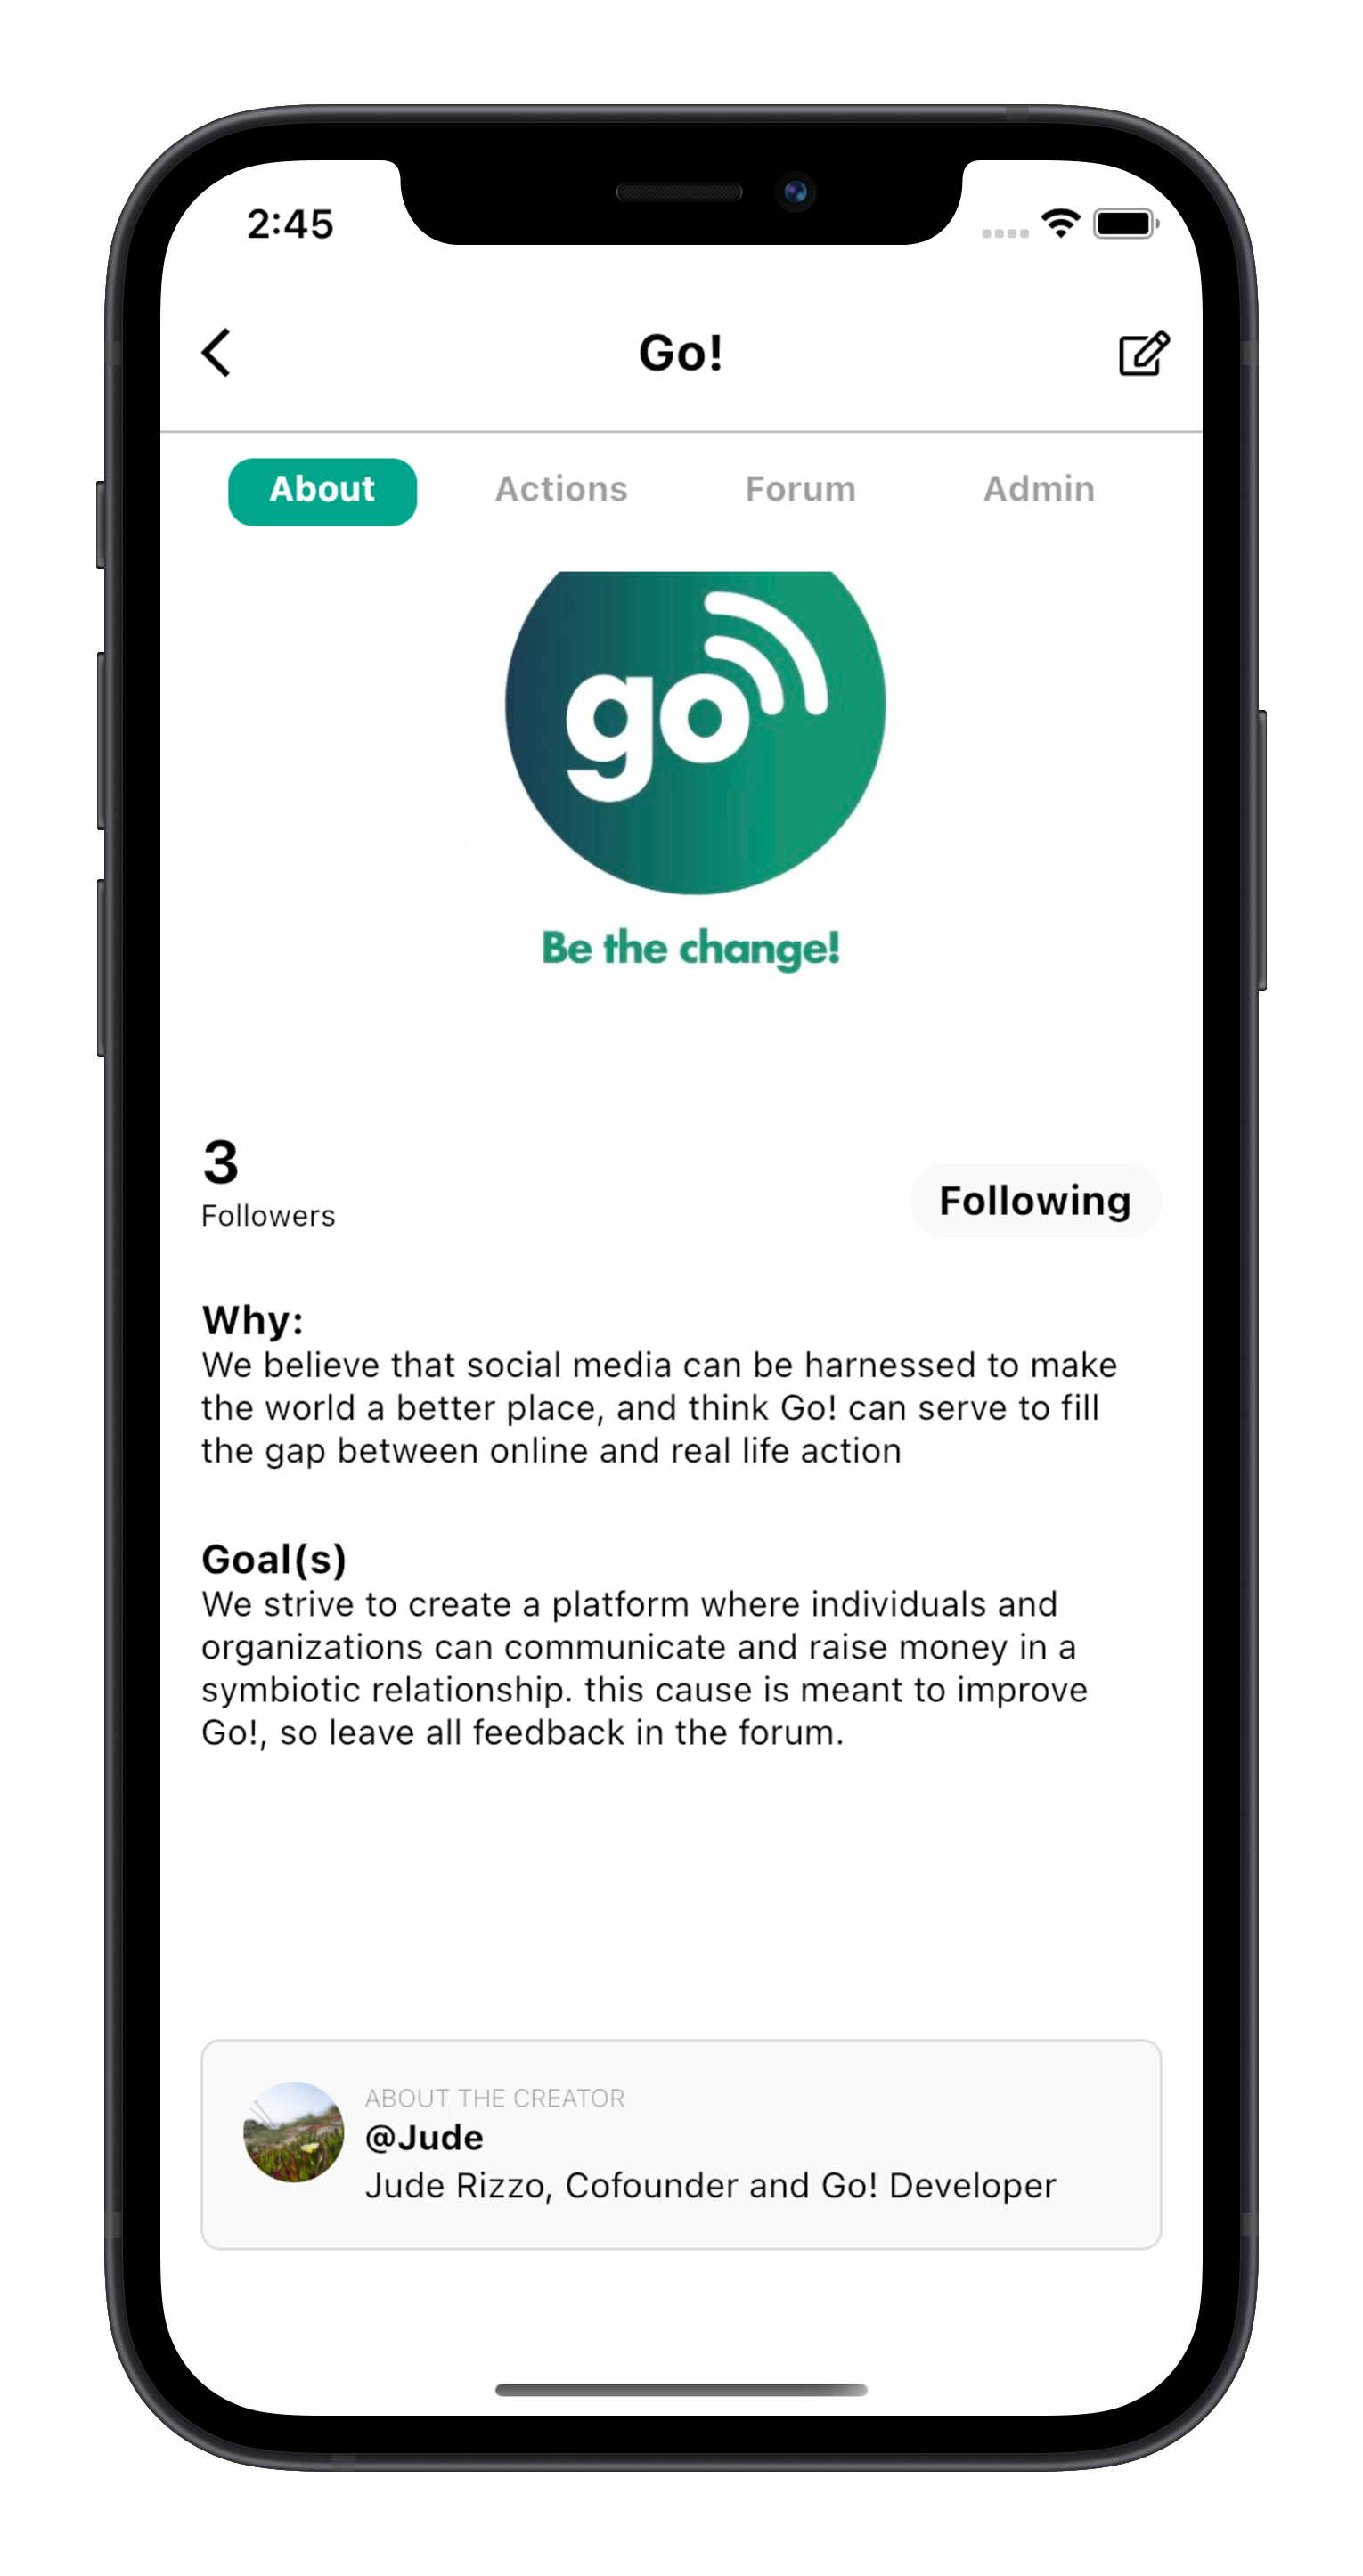 2:45
Go!
About Actions Forum Admin
go
Be the change!
3
Followers
Following
Why:
We believe that social media can be harnessed to make
the world a better place, and think Go! can serve to fill
the gap between online and real life action
Goal(s)
We strive to create a platform where individuals and
organizations can communicate and raise money in a
symbiotic relationship. this cause is meant to improve
Go!, so leave all feedback in the forum.
ABOUT THE CREATOR
@Jude
Jude Rizzo, Cofounder and Go! Developer